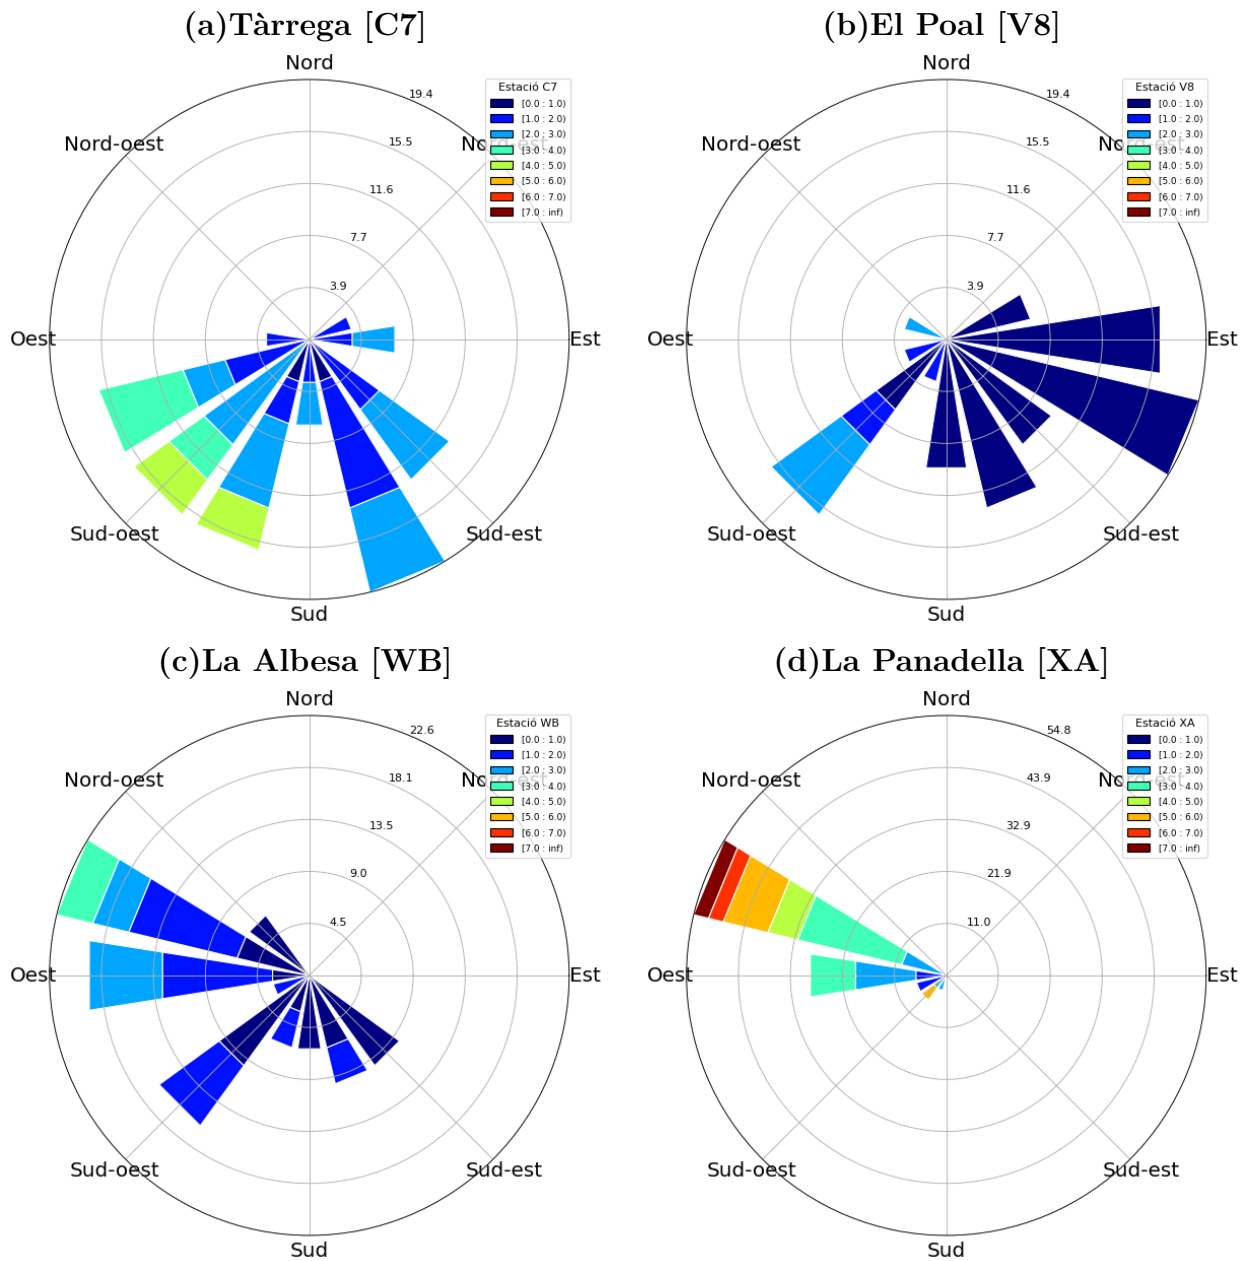 (a)Tàrrega [C7]
Nord
Nord-oest
Nord-est
Oest
Est
Sud-oest
Sud-est
Sud
19.4
15.5
11.6
7.7
3.9
Estació C7
[0.0 : 1.0)
[1.0 : 2.0)
[2.0 : 3.0)
[3.0 : 4.0)
[4.0 : 5.0)
[5.0 : 6.0)
[6.0 : 7.0)
[7.0 : inf)
(b)El Poal [V8]
Nord
Nord-oest
Nord-est
Oest
Est
Sud-oest
Sud-est
Sud
19.4
15.5
11.6
7.7
3.9
Estació V8
[0.0 : 1.0)
[1.0 : 2.0)
[2.0 : 3.0)
[3.0 : 4.0)
[4.0 : 5.0)
[5.0 : 6.0)
[6.0 : 7.0)
[7.0 : inf)
(c)La Albesa [WB]
Nord
Nord-oest
Nord-est
Oest
Est
Sud-oest
Sud-est
Sud
22.6
18.1
13.5
9.0
4.5
Estació WB
[0.0 : 1.0)
[1.0 : 2.0)
[2.0 : 3.0)
[3.0 : 4.0)
[4.0 : 5.0)
[5.0 : 6.0)
[6.0 : 7.0)
[7.0 : inf)
(d)La Panadella [XA]
Nord
Nord-oest
Nord-est
Oest
Est
Sud-oest
Sud-est
Sud
54.8
43.9
32.9
21.9
11.0
Estació XA
[0.0 : 1.0)
[1.0 : 2.0)
[2.0 : 3.0)
[3.0 : 4.0)
[4.0 : 5.0)
[5.0 : 6.0)
[6.0 : 7.0)
[7.0 : inf)